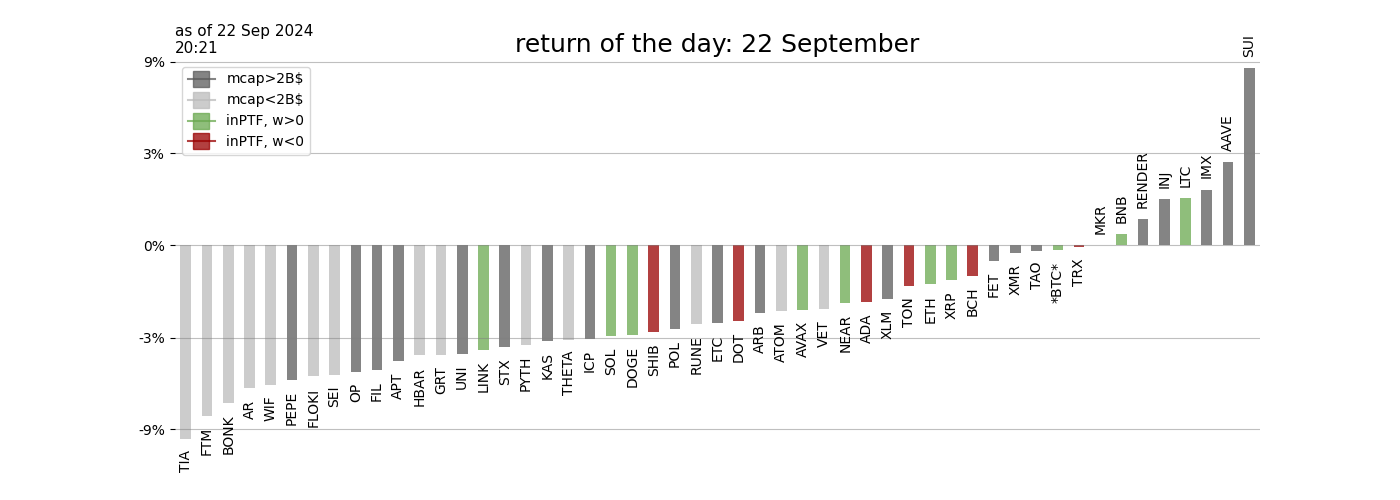 as of 22 Sep 2024
20:21
return of the day: 22 September
9%
3%
0%
-3%
-9%
mcap>2B$
mcap<2B$
inPTF, w>0
inPTF, w<0
TIA
FTM
BONK
AR
WIF
PEPE
FLOKI
SEI
OP
FIL
APT
HBAR
GRT
UNI
LINK
STX
PYTH
KAS
THETA
ICP
SOL
DOGE
SHIB
POL
RUNE
ETC
DOT
ARB
ATOM
AVAX
VET
NEAR
ADA
XLM
TON
ETH
XRP
BCH
FET
XMR
TAO
*BTC*
TRX
MKR
BNB
RENDER
INJ
LTC
IMX
AAVE
SUI